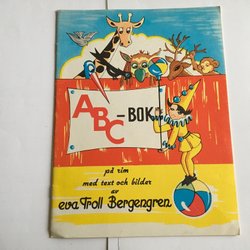 ABC-BOK
på rim
med text och bilder
av
eva Troll Bergengren